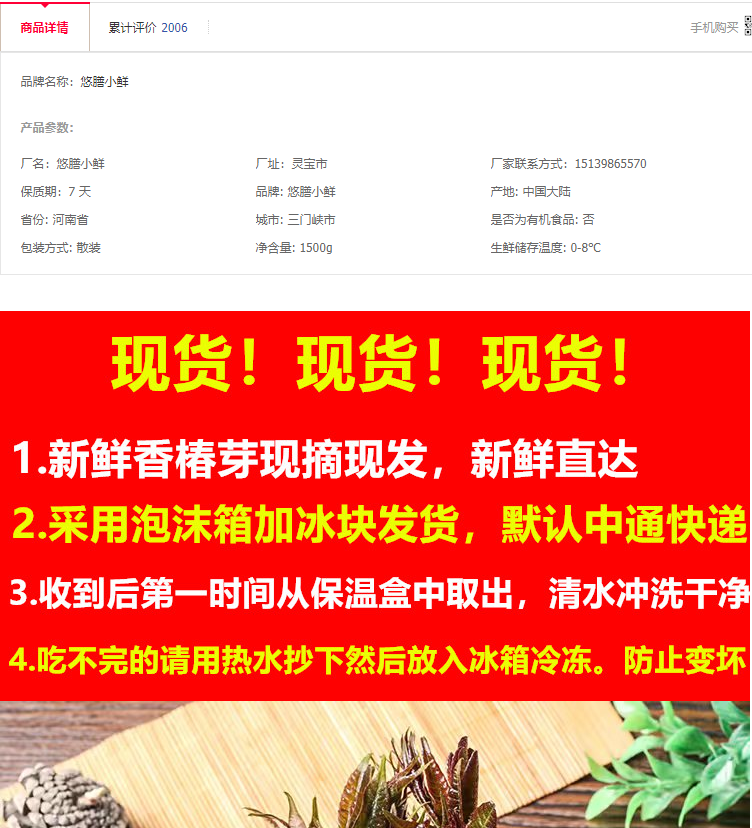 商品详情 累计评价 2006 手机购买
品牌名称: 悠膳小鲜
产品参数:
厂名: 悠膳小鲜 厂址: 灵宝市 厂家联系方式: 15139865570
保质期: 7 天 品牌: 悠膳小鲜 产地: 中国大陆
省份: 河南省 城市: 三门峡市 是否为有机食品: 否
包装方式: 散装 净含量: 1500g 生鲜储存温度: 0-8℃
现货！现货！现货！
1.新鲜香椿芽现摘现发，新鲜直达
2.采用泡沫箱加冰块发货，默认中通快递
3.收到后第一时间从保温盒中取出，清水冲洗干净
4.吃不完的请用热水抄下然后放入冰箱冷冻。防止变坏